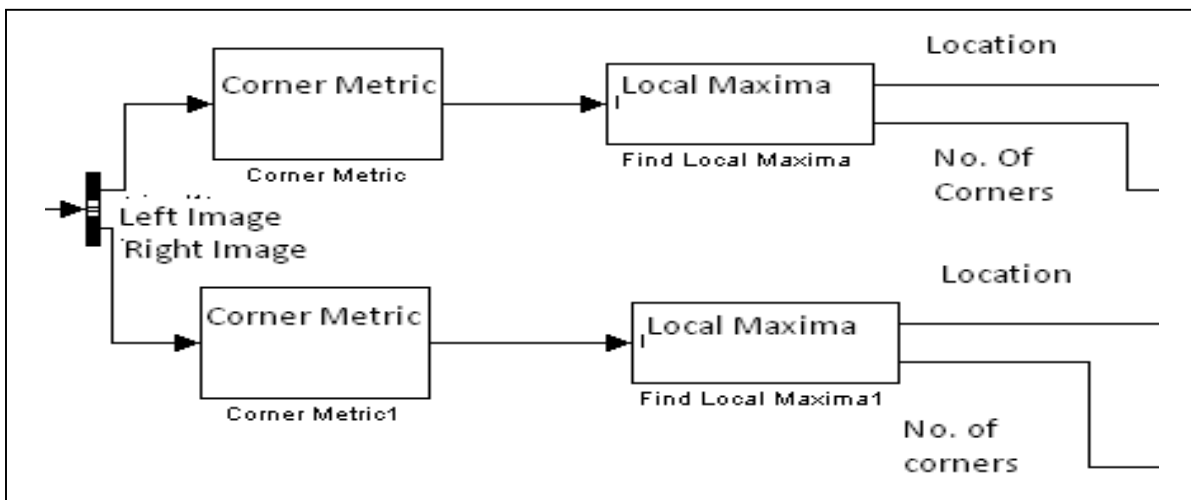 Location
Corner Metric
Local Maxima
I
Corner Metric
Find Local Maxima
No. Of
Corners
Left Image
Right Image
Location
Corner Metric
Local Maxima
I
Corner Metric1
Find Local Maxima1
No. of
corners